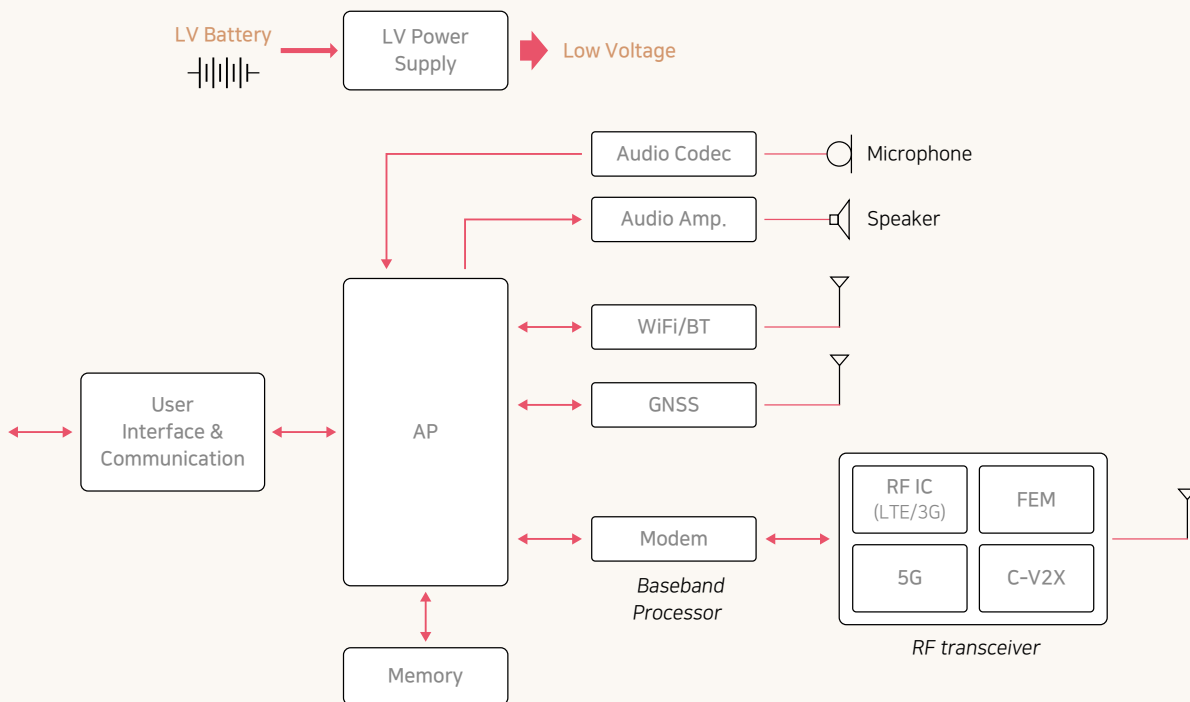 LV Battery
LV Power
Supply
Low Voltage
Audio Codec
Microphone
Audio Amp.
Speaker
WiFi/BT
GNSS
User
Interface &
Communication
AP
RF IC
(LTE/3G)
FEM
Modem
5G
C-V2X
Baseband
Processor
RF transceiver
Memory